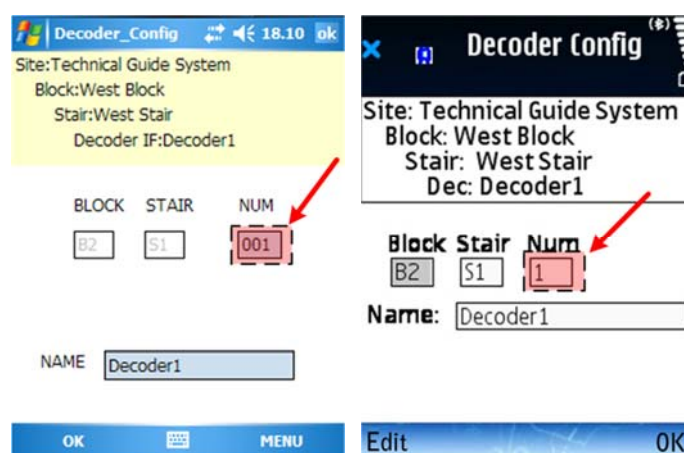 Decoder_Config 18.10 ok
Site:Technical Guide System
Block:West Block
Stair:West Stair
Decoder IF:Decoder1
BLOCK STAIR NUM
B2 S1 001
NAME Decoder1
OK MENU
Decoder Config
Site: Technical Guide System
Block: West Block
Stair: West Stair
Dec: Decoder1
Block Stair Num
B2 S1 1
Name: Decoder1
Edit OK